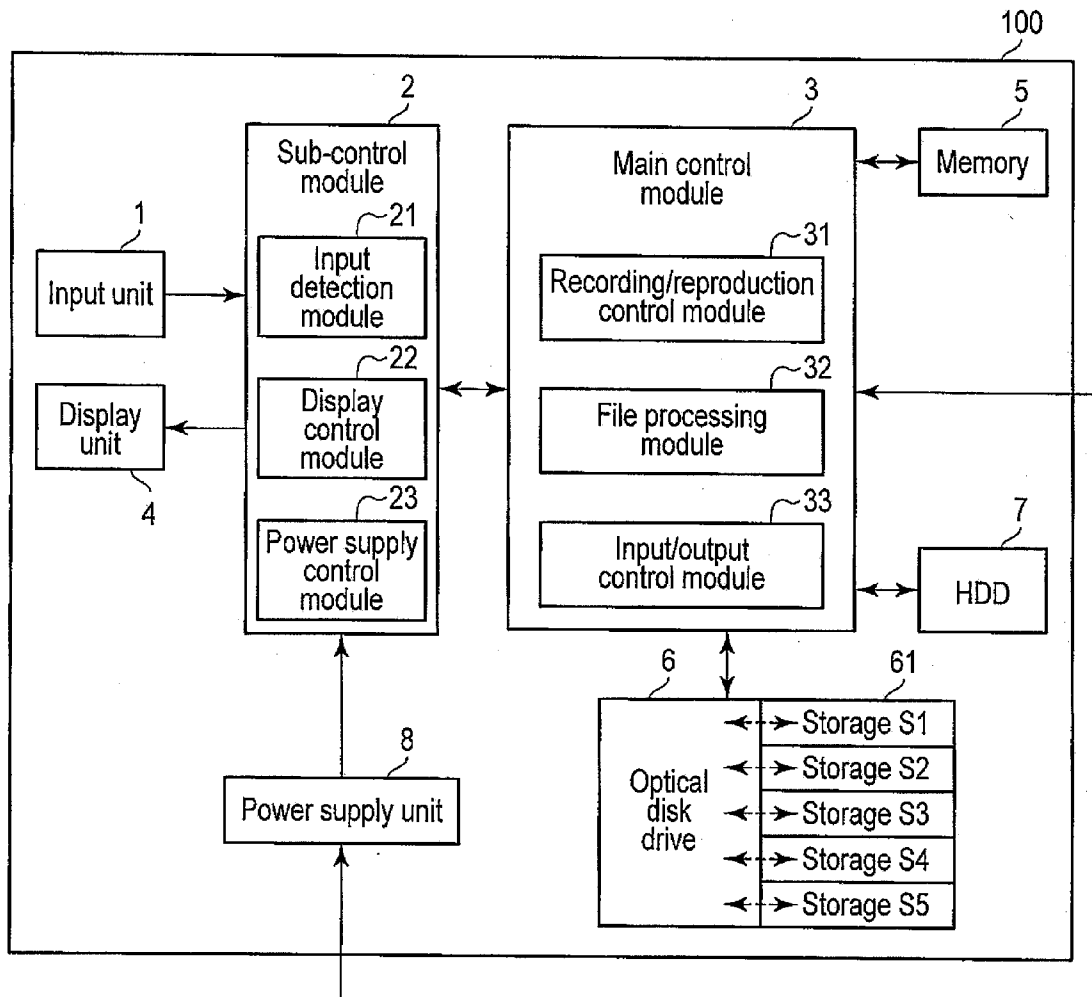 100
2
3
5
Sub-control
module
Main control
module
Memory
1
21
31
Input unit
Input
detection
module
Recording/reproduction
control module
22
32
Display
unit
Display
control
module
File processing
module
4
23
33
7
Power supply
control
module
Input/output
control module
HDD
6
61
8
Power supply unit
Optical
disk
drive
Storage S1
Storage S2
Storage S3
Storage S4
Storage S5